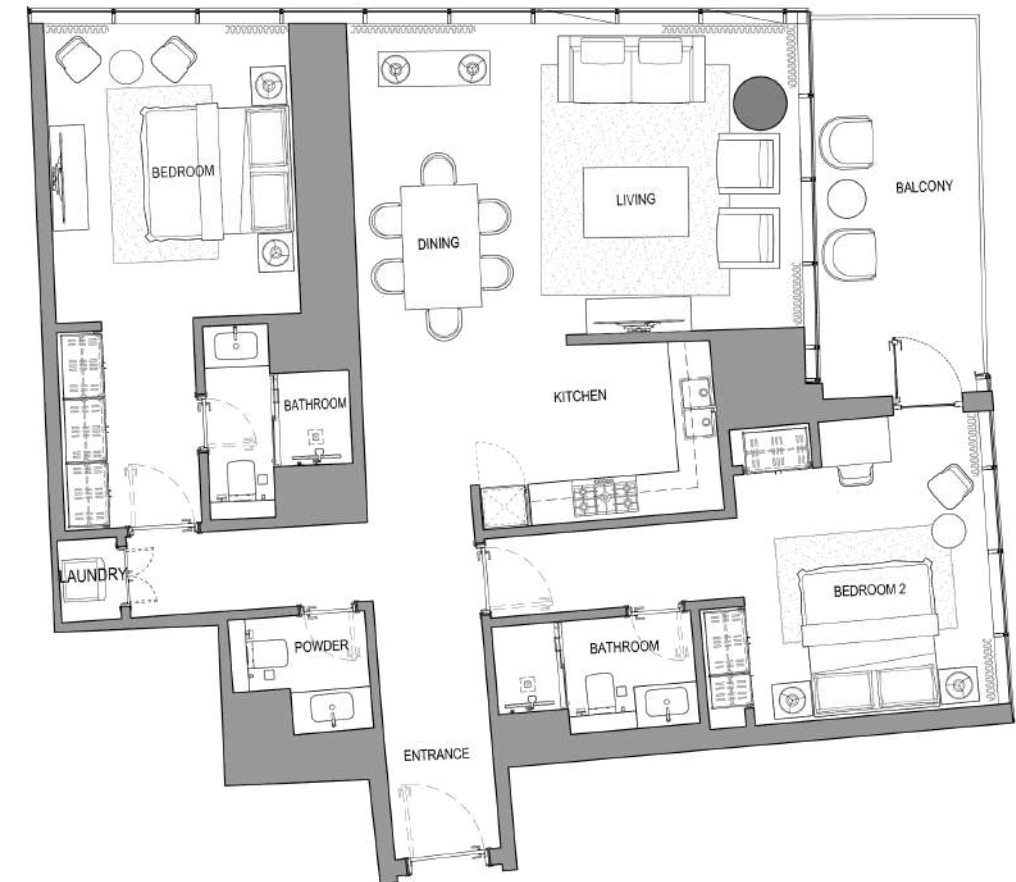 BEDROOM
LIVING
BALCONY
DINING
KITCHEN
BATHROOM
LAUNDRY
BEDROOM 2
POWDER
BATHROOM
ENTRANCE